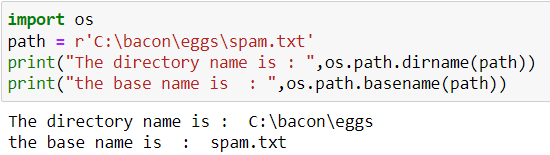 import os
path = r'C:\bacon\eggs\spam.txt'
print("The directory name is : ",os.path.dirname(path))
print("the base name is  : ",os.path.basename(path))
The directory name is :  C:\bacon\eggs
the base name is  :  spam.txt